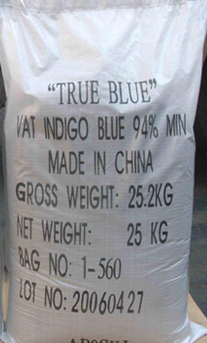 "TRUE BLUE"
VAT INDIGO BLUE 94% MIN
MADE IN CHINA
GROSS WEIGHT: 25.2KG
NET WEIGHT: 25 KG
BAG NO: 1-560
LOT NO: 20060427